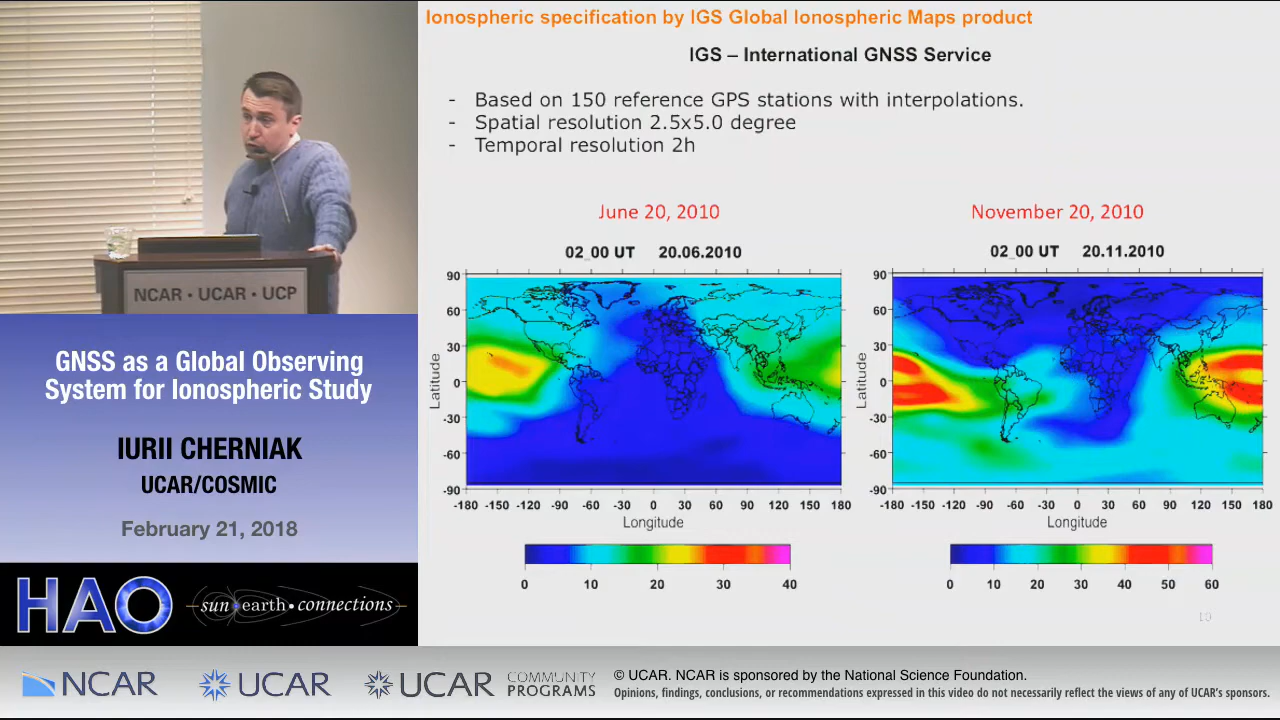 Ionospheric specification by IGS Global Ionospheric Maps product
IGS – International GNSS Service
- Based on 150 reference GPS stations with interpolations.
- Spatial resolution 2.5x5.0 degree
- Temporal resolution 2h
June 20, 2010
02_00 UT 20.06.2010
90
60
30
0
-30
-60
-90
Latitude
-180 -150 -120 -90 -60 -30 0 30 60 90 120 150 180
Longitude
0 10 20 30 40
November 20, 2010
02_00 UT 20.11.2010
90
60
30
0
-30
-60
-90
Latitude
-180 -150 -120 -90 -60 -30 0 30 60 90 120 150 180
Longitude
0 10 20 30 40 50 60
10
NCAR • UCAR • UCP
GNSS as a Global Observing
System for Ionospheric Study
IURII CHERNIAK
UCAR/COSMIC
February 21, 2018
HAO
sun•earth•connections
NCAR
UCAR
UCAR
COMMUNITY
PROGRAMS
© UCAR. NCAR is sponsored by the National Science Foundation.
Opinions, findings, conclusions, or recommendations expressed in this video do not necessarily reflect the views of any of UCAR's sponsors.